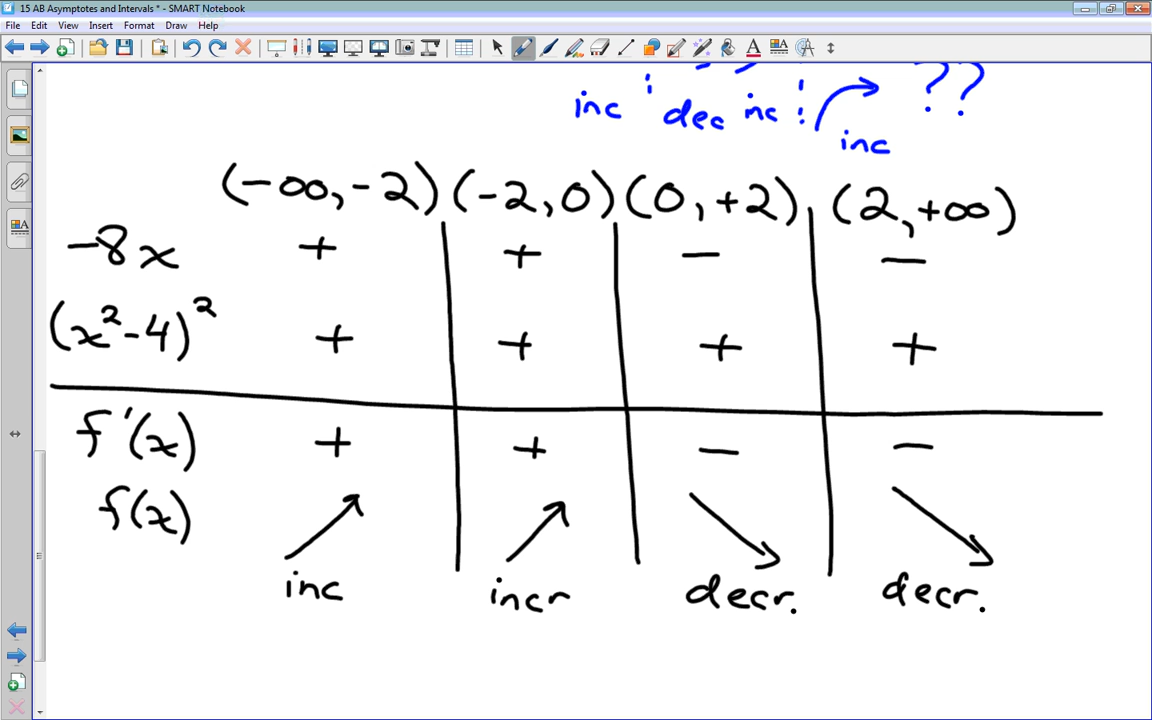 15 AB Asymptotes and Intervals * - SMART Notebook
File Edit View Insert Format Draw Help
inc dec inc inc ??
(-∞,-2) (-2,0) (0,+2) (2,+∞)
-8x + + - -
(x²-4)² + + + +
f'(x) + + - -
f(x)
inc incr decr. decr.